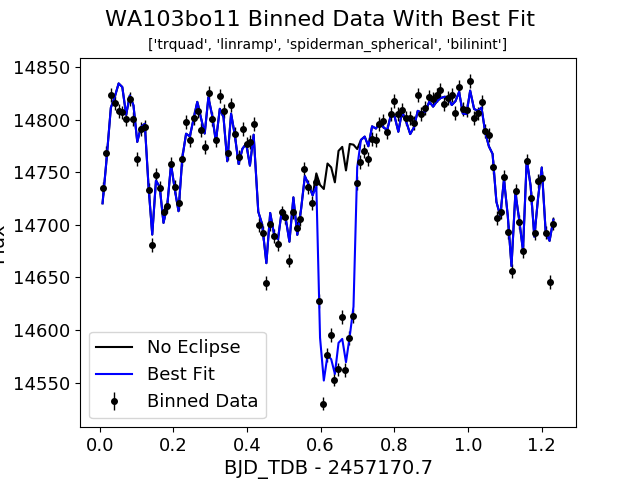 WA103bo11 Binned Data With Best Fit
['trquad', 'linramp', 'spiderman_spherical', 'bilinint']
14850
14800
14750
14700
14650
14600
14550
No Eclipse
Best Fit
Binned Data
0.0 0.2 0.4 0.6 0.8 1.0 1.2
BJD_TDB - 2457170.7